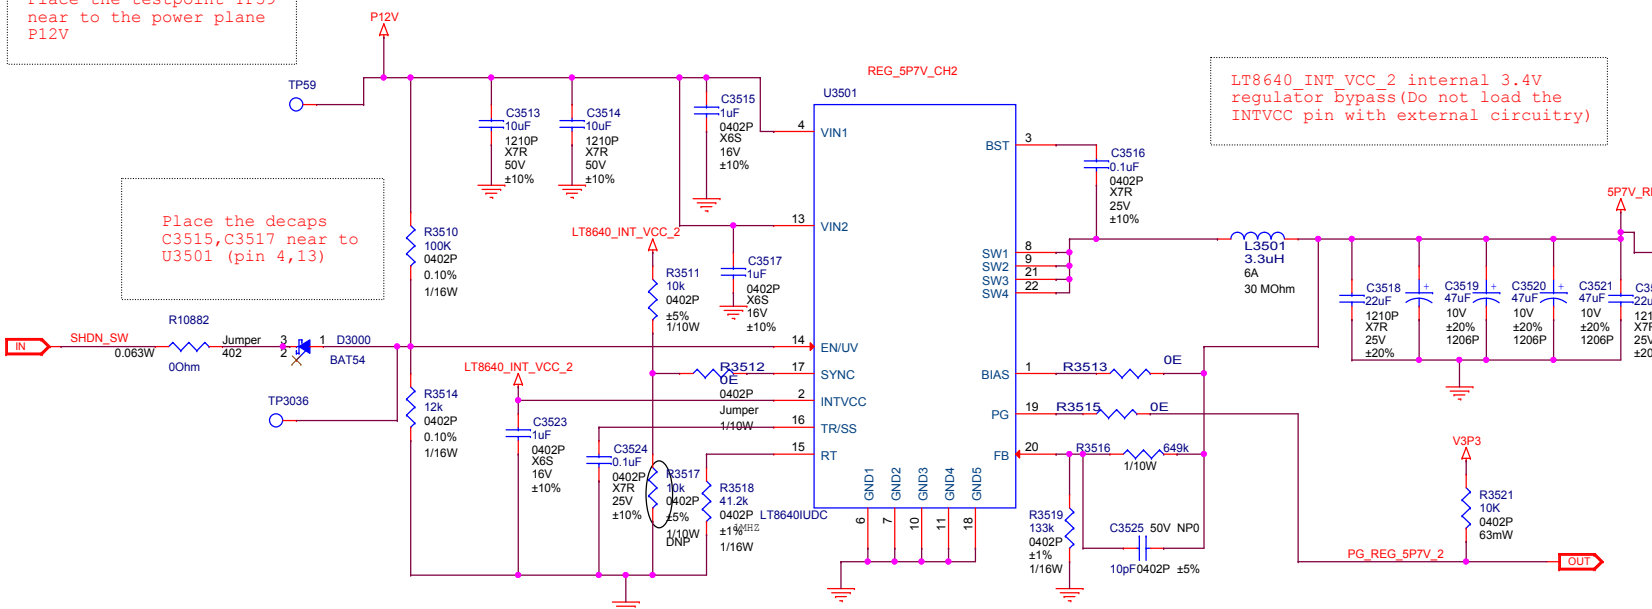 Place the testpoint TP59
near to the power plane
P12V
P12V
TP59
REG_5P7V_CH2
U3501
LT8640_INT_VCC_2 internal 3.4V
regulator bypass(Do not load the
INTVCC pin with external circuitry)
C3513
10uF
1210P
X7R
50V
±10%
C3514
10uF
1210P
X7R
50V
±10%
C3515
1uF
0402P
X6S
16V
±10%
4
VIN1
3
BST
C3516
0.1uF
0402P
X7R
25V
±10%
Place the decaps
C3515,C3517 near to
U3501 (pin 4,13)
R3510
100K
0402P
0.10%
1/16W
LT8640_INT_VCC_2
13
VIN2
C3517
1uF
0402P
X6S
16V
±10%
R3511
10k
0402P
±5%
1/10W
SW1
8
SW2
9
SW3
21
SW4
22
L3501
3.3uH
6A
30 MOhm
C3518
22uF
1210P
X7R
25V
±20%
C3519
47uF
10V
±20%
1206P
C3520
47uF
10V
±20%
1206P
C3521
47uF
10V
±20%
1206P
22uF
X7R
25V
IN
SHDN_SW
R10882
0.063W
0Ohm
Jumper
402
3
2
1
D3000
BAT54
14
EN/UV
LT8640_INT_VCC_2
R3512
0E
0402P
Jumper
1/10W
17
SYNC
2
INTVCC
16
TR/SS
15
RT
BIAS
1
R3513
0E
PG
19
R3515
0E
FB
20
R3516
649k
1/10W
TP3036
R3514
12k
0402P
0.10%
1/16W
C3523
1uF
0402P
X6S
16V
±10%
C3524
0.1uF
0402P
X7R
25V
±10%
R3517
10k
0402P
±5%
1/10W
DNP
R3518
41.2k
0402P
±1%
1MHZ
1/16W
LT8640IUDC
GND1
GND2
GND3
GND4
GND5
6
7
10
11
18
R3519
133k
0402P
±1%
1/16W
C3525
50V
NP0
10pF
0402P
±5%
V3P3
R3521
10K
0402P
63mW
PG_REG_5P7V_2
OUT